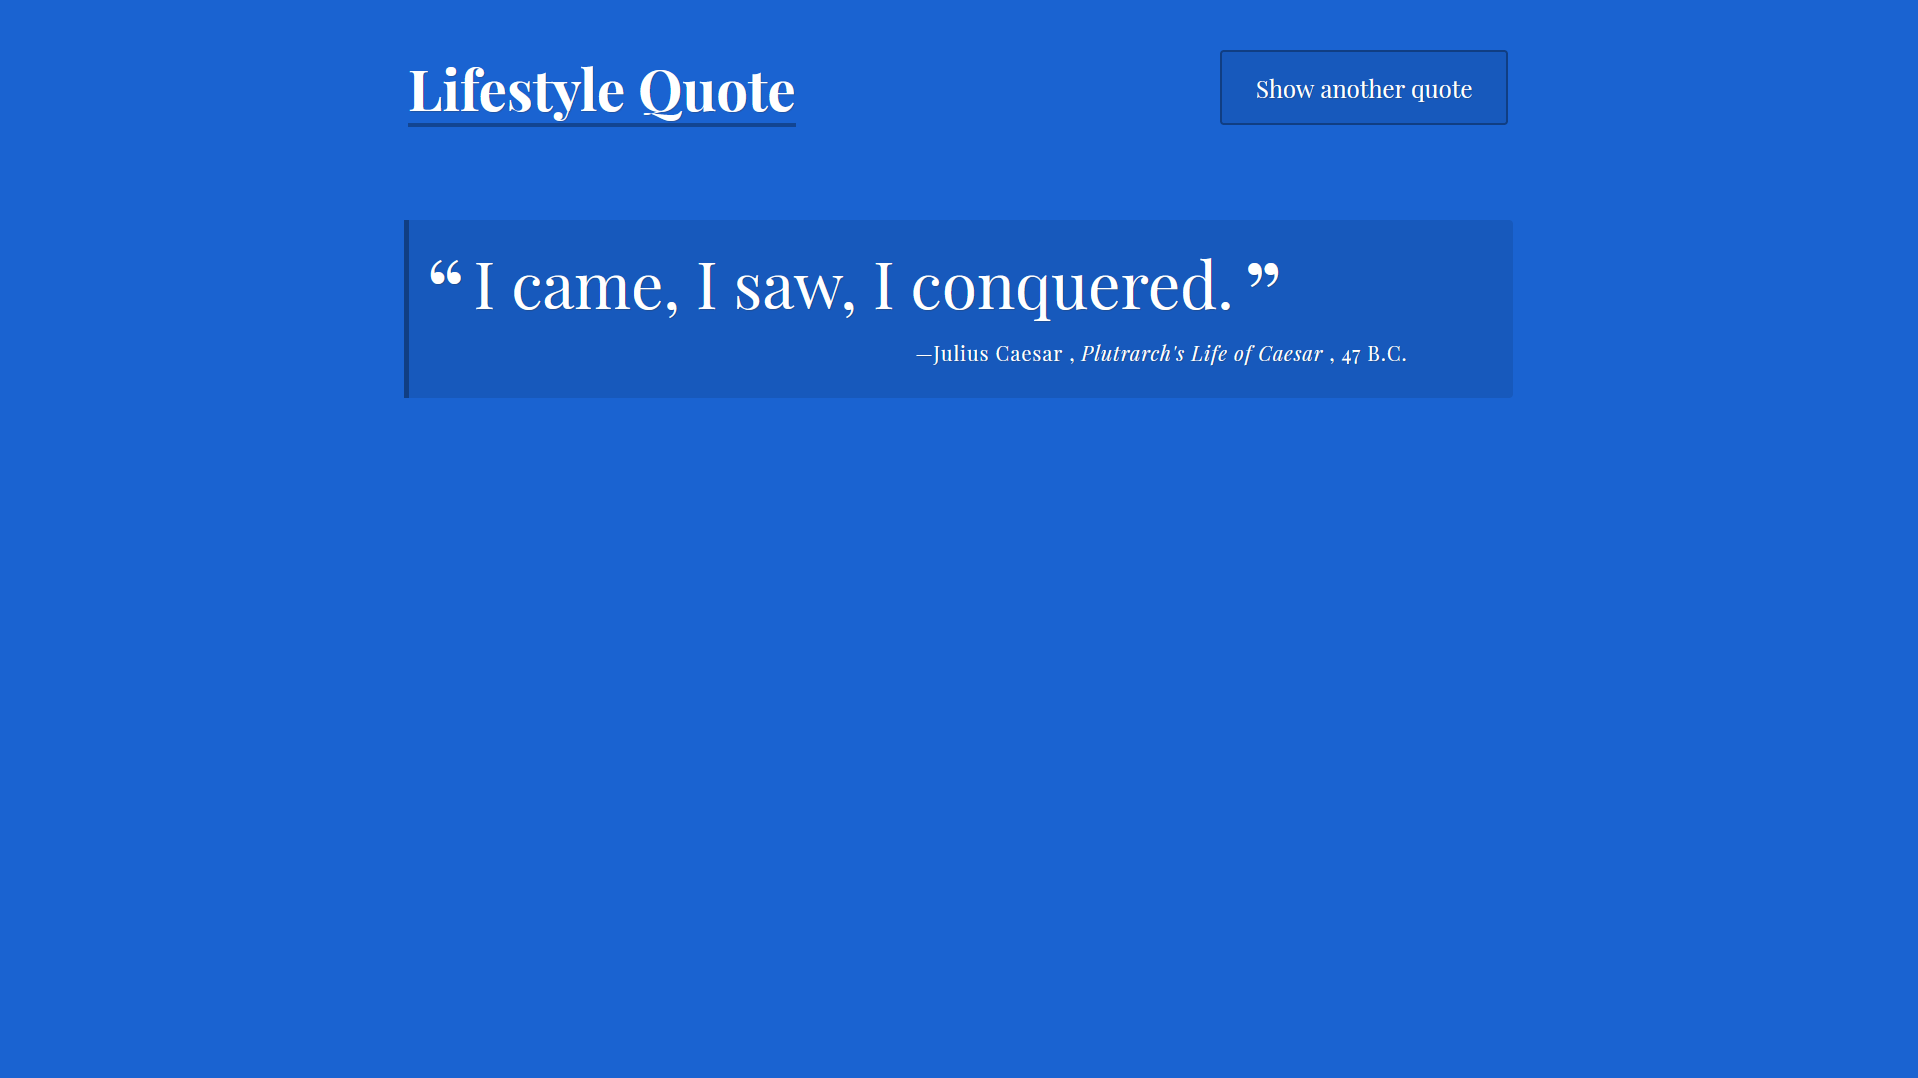 Lifestyle Quote
Show another quote
“ I came, I saw, I conquered. ”
—Julius Caesar , Plutrarch's Life of Caesar , 47 B.C.